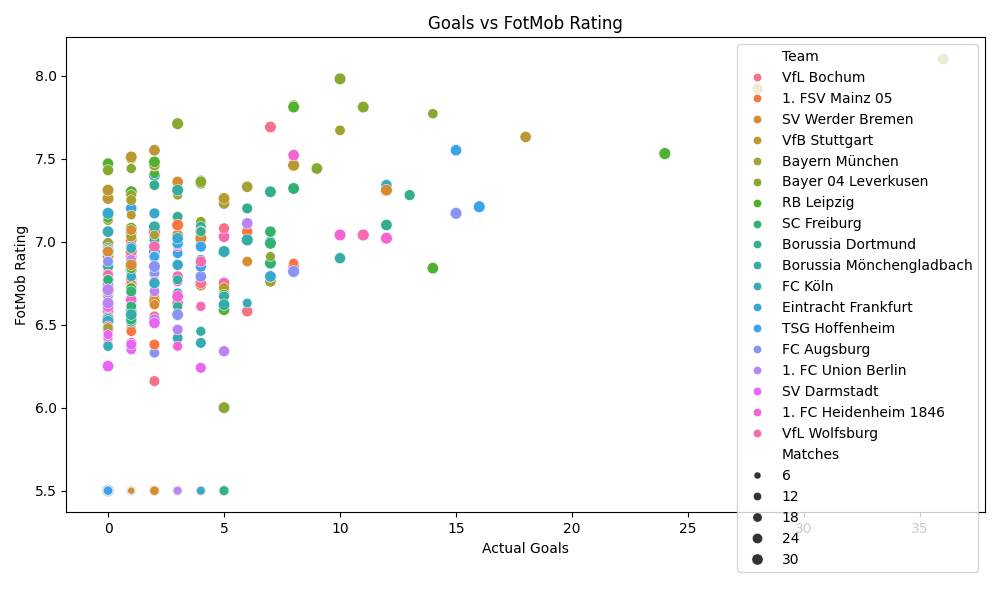 Goals vs FotMob Rating
FotMob Rating
8.0
7.5
7.0
6.5
6.0
5.5
0 5 10 15 20 25 30 35
Actual Goals
Team
VfL Bochum
1. FSV Mainz 05
SV Werder Bremen
VfB Stuttgart
Bayern München
Bayer 04 Leverkusen
RB Leipzig
SC Freiburg
Borussia Dortmund
Borussia Mönchengladbach
FC Köln
Eintracht Frankfurt
TSG Hoffenheim
FC Augsburg
1. FC Union Berlin
SV Darmstadt
1. FC Heidenheim 1846
VfL Wolfsburg
Matches
6
12
18
24
30